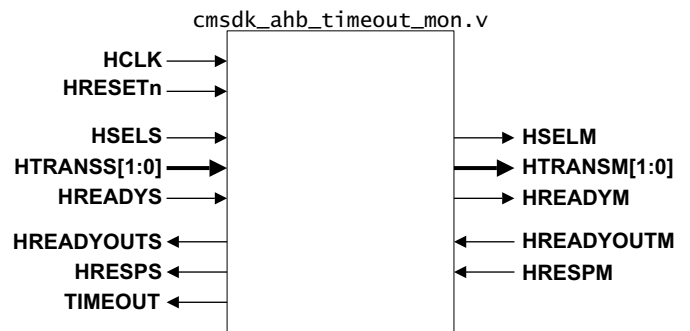 cmsdk_ahb_timeout_mon.v
HCLK
HRESETn
HSELS
HSELM
HTRANSS[1:0]
HTRANSM[1:0]
HREADYS
HREADYM
HREADYOUTS
HREADYOUTM
HRESPS
HRESPM
TIMEOUT